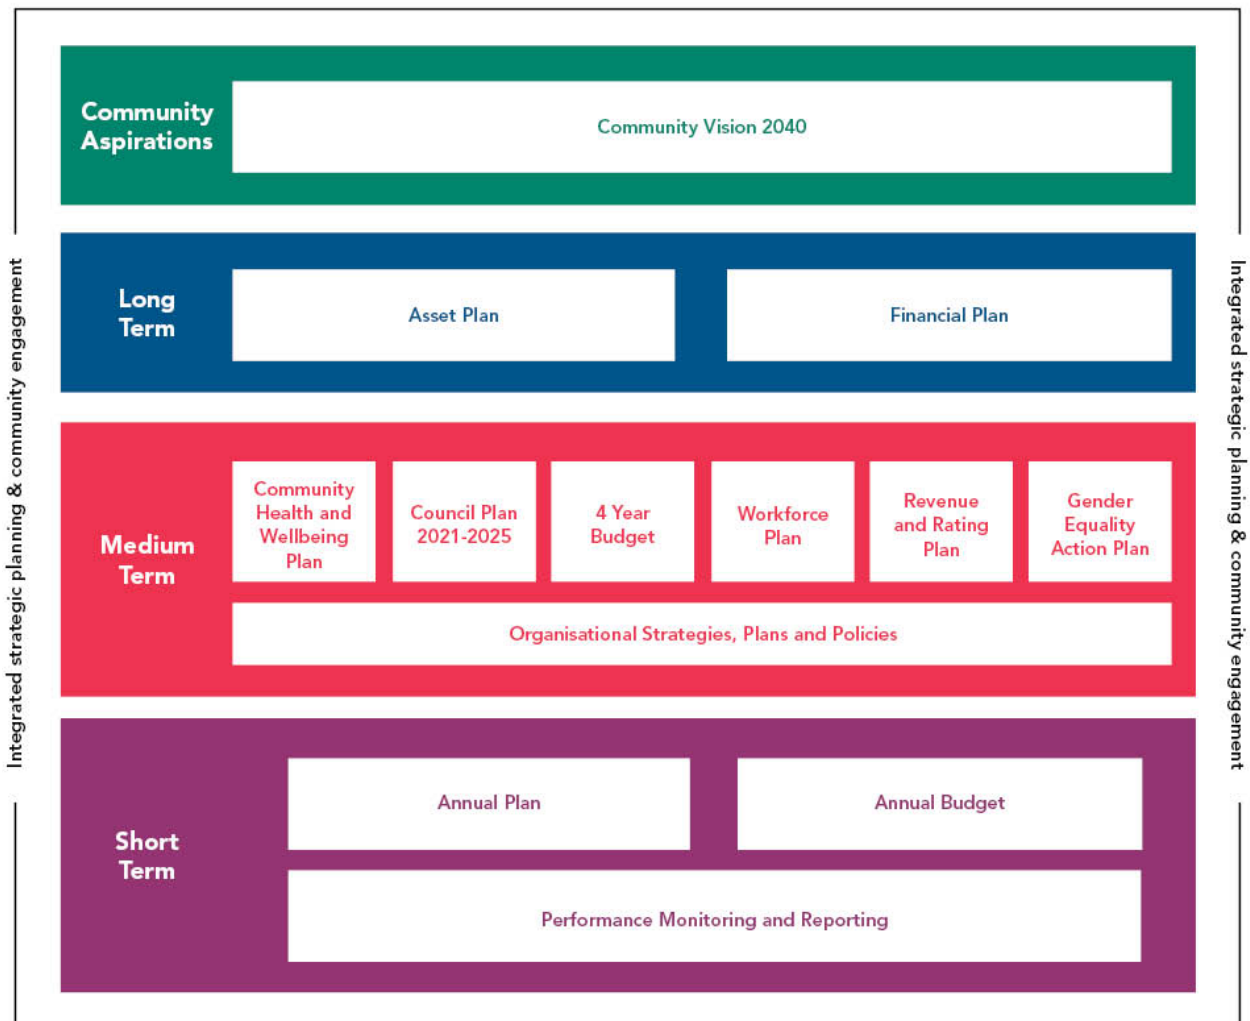 Community
Aspirations
Community Vision 2040
Integrated strategic planning & community engagement
Integrated strategic planning & community engagement
Long
Term
Asset Plan
Financial Plan
Medium
Term
Community
Health and
Wellbeing
Plan
Council Plan
2021-2025
4 Year
Budget
Workforce
Plan
Revenue
and Rating
Plan
Gender
Equality
Action Plan
Organisational Strategies, Plans and Policies
Short
Term
Annual Plan
Annual Budget
Performance Monitoring and Reporting